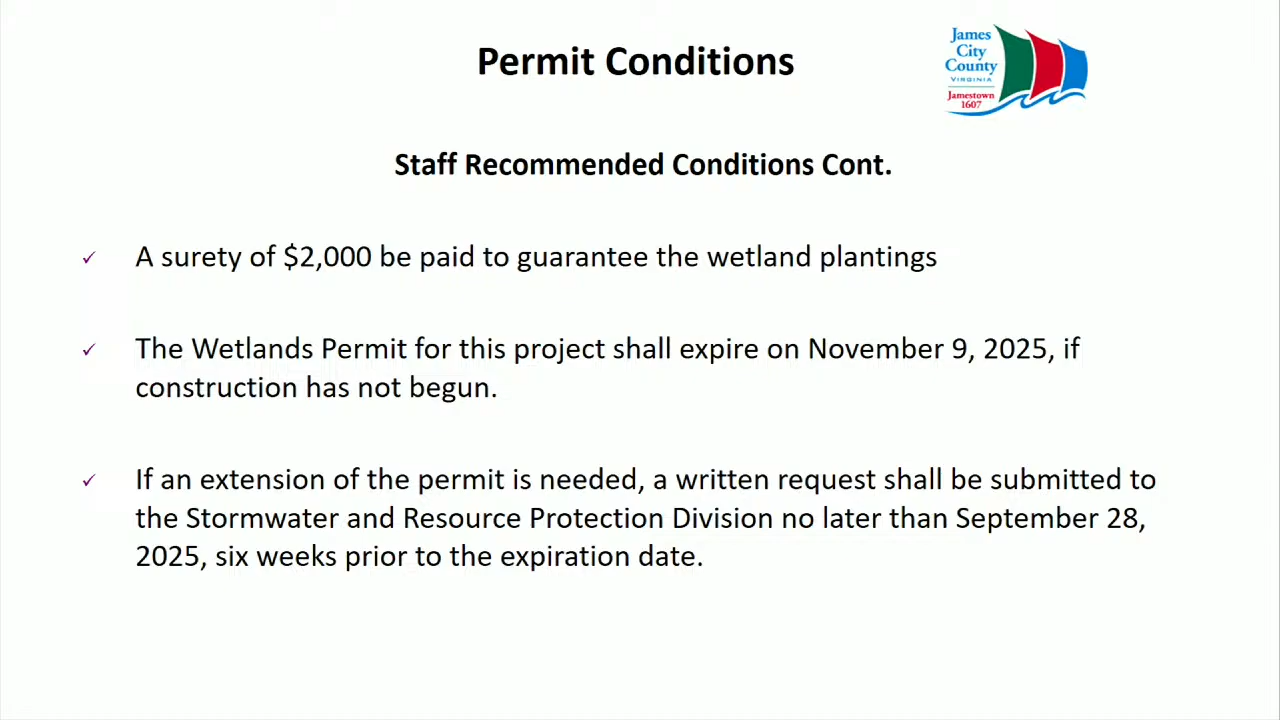 Permit Conditions
James
City
County
VIRGINIA
Jamestown
1607
Staff Recommended Conditions Cont.
✓ A surety of $2,000 be paid to guarantee the wetland plantings
✓ The Wetlands Permit for this project shall expire on November 9, 2025, if
construction has not begun.
✓ If an extension of the permit is needed, a written request shall be submitted to
the Stormwater and Resource Protection Division no later than September 28,
2025, six weeks prior to the expiration date.